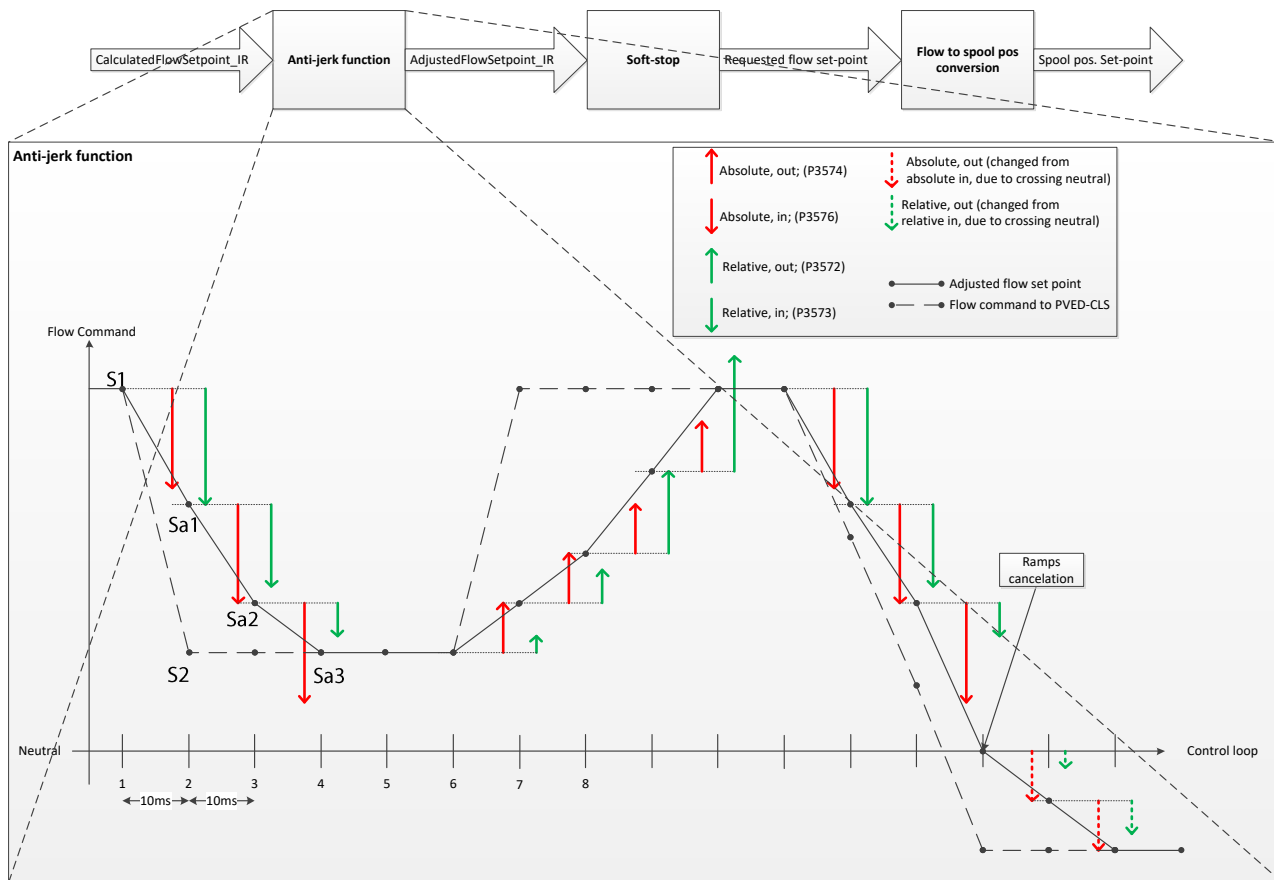 CalculatedFlowSetpoint_IR
Anti-jerk function
AdjustedFlowSetpoint_IR
Soft-stop
Requested flow set-point
Flow to spool pos
conversion
Spool pos. Set-point
Anti-jerk function
Absolute, out; (P3574)
Absolute, in; (P3576)
Relative, out; (P3572)
Relative, in; (P3573)
Absolute, out (changed from
absolute in, due to crossing neutral)
Relative, out (changed from
relative in, due to crossing neutral)
Adjusted flow set point
Flow command to PVED-CLS
Flow Command
S1
Sa1
Sa2
S2
Sa3
Ramps
cancelation
Neutral
Control loop
1
2
3
4
5
6
7
8
10ms
10ms